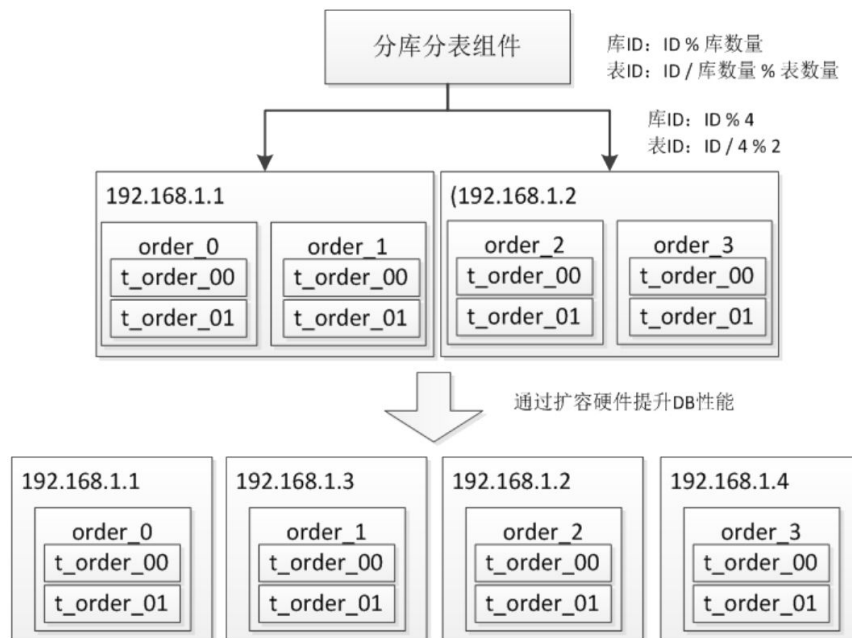 分库分表组件
库ID：ID % 库数量
表ID：ID / 库数量 % 表数量
库ID：ID % 4
表ID：ID / 4 % 2
192.168.1.1
(192.168.1.2
order_0
order_1
order_2
order_3
t_order_00
t_order_00
t_order_00
t_order_00
t_order_01
t_order_01
t_order_01
t_order_01
通过扩容硬件提升DB性能
192.168.1.1
192.168.1.3
192.168.1.2
192.168.1.4
order_0
order_1
order_2
order_3
t_order_00
t_order_00
t_order_00
t_order_00
t_order_01
t_order_01
t_order_01
t_order_01